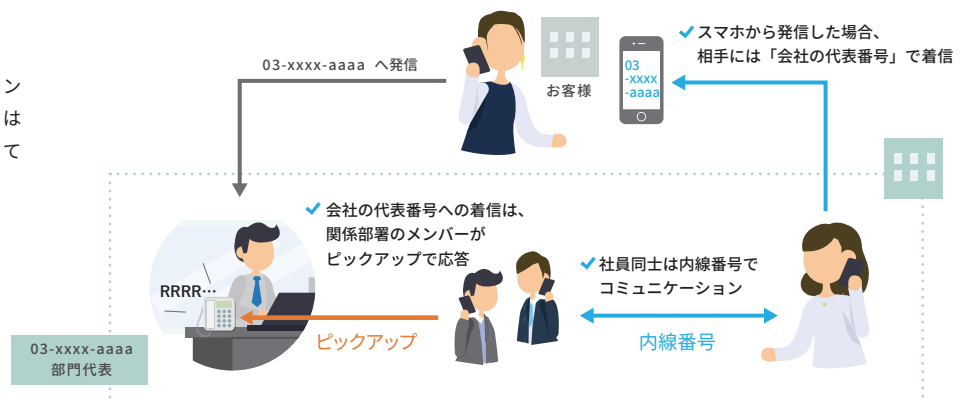 ン
は
て
03-xxxx-aaaa へ発信
お客様
03
-xxxx
-aaaa
スマホから発信した場合、
相手には「会社の代表番号」で着信
会社の代表番号への着信は、
関係部署のメンバーが
ピックアップで応答
RRRR…
社員同士は内線番号で
コミュニケーション
ピックアップ
内線番号
03-xxxx-aaaa
部門代表